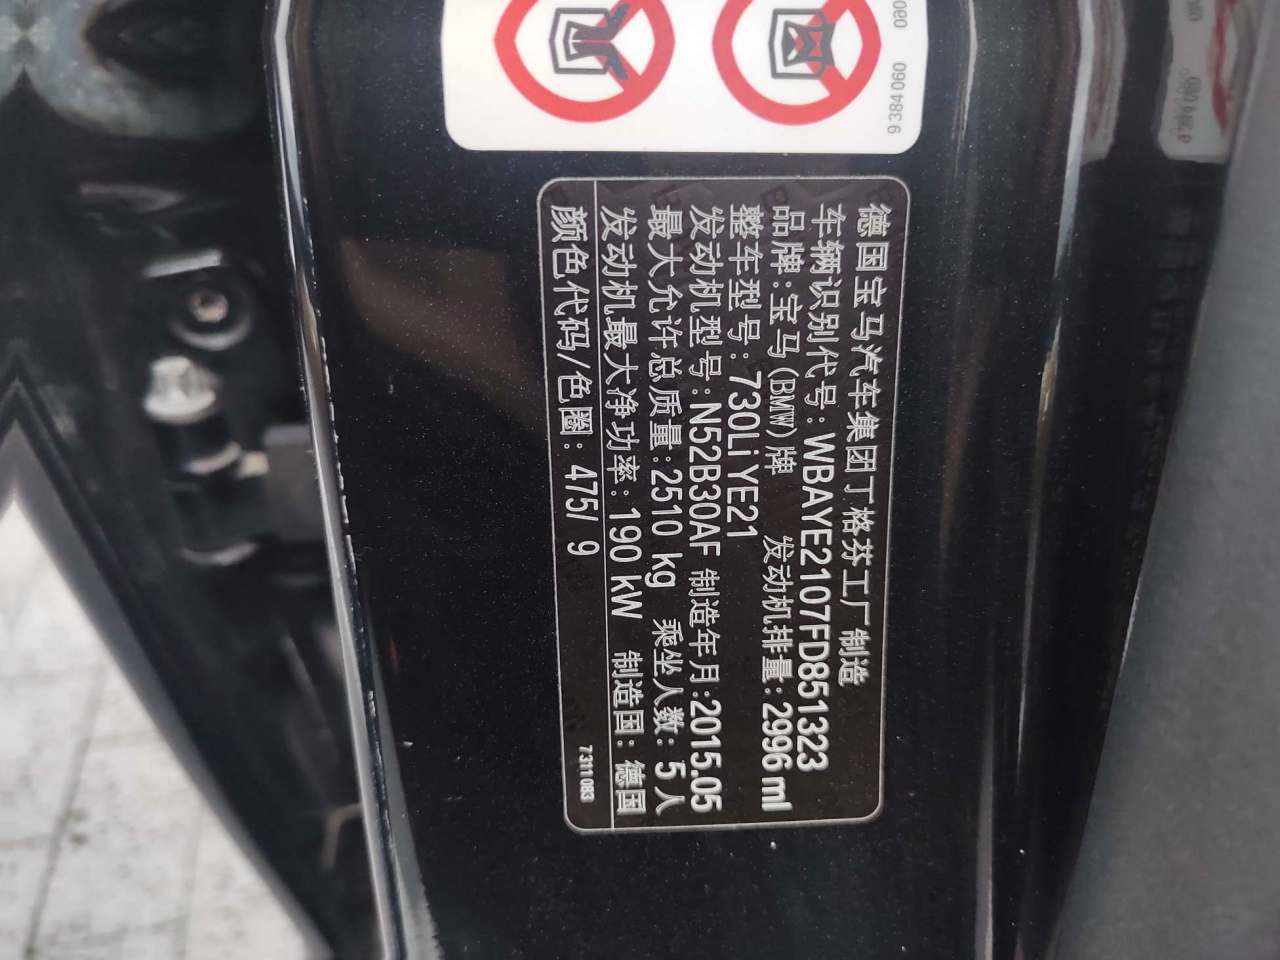 9 384 060
德国宝马汽车集团丁格芬工厂制造
车辆识别代号:WBAYE2107FD851323
品牌:宝马(BMW)牌 发动机排量:2996 ml
整车型号:730Li YE21
发动机型号:N52B30AF 制造年月:2015.05
最大允许总质量:2510 kg 乘坐人数:5人
发动机最大净功率:190 kW 制造国:德国
颜色代码/色圈:475/ 9
7 311 083